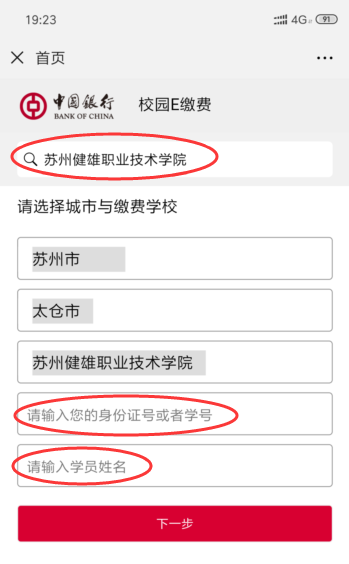 19:23 4G 91
首页
中国银行 校园E缴费
BANK OF CHINA
苏州健雄职业技术学院
请选择城市与缴费学校
苏州市
太仓市
苏州健雄职业技术学院
请输入您的身份证号或者学号
请输入学员姓名
下一步